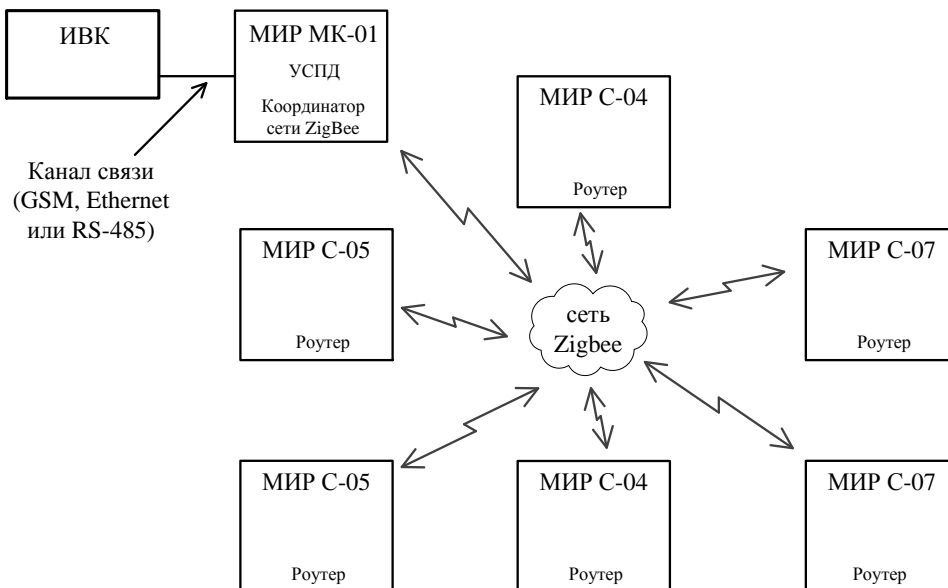 ИВК
МИР МК-01
УСПД
Координатор
сети ZigBee
МИР С-04
Роутер
Канал связи
(GSM, Ethernet
или RS-485)
МИР С-05
Роутер
сеть
Zigbee
МИР С-07
Роутер
МИР С-05
Роутер
МИР С-04
Роутер
МИР С-07
Роутер